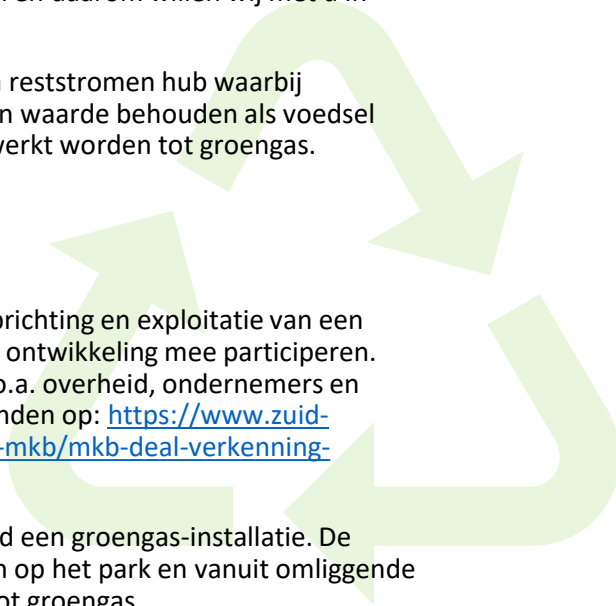 en daarom willen wij met u in
reststromen hub waarbij
n waarde behouden als voedsel
werkt worden tot groengas.
prichting en exploitatie van een
ontwikkeling mee participeren.
o.a. overheid, ondernemers en
nden op: https://www.zuid-
-mkb/mkb-deal-verkenning-
d een groengas-installatie. De
n op het park en vanuit omliggende
tot groengas.